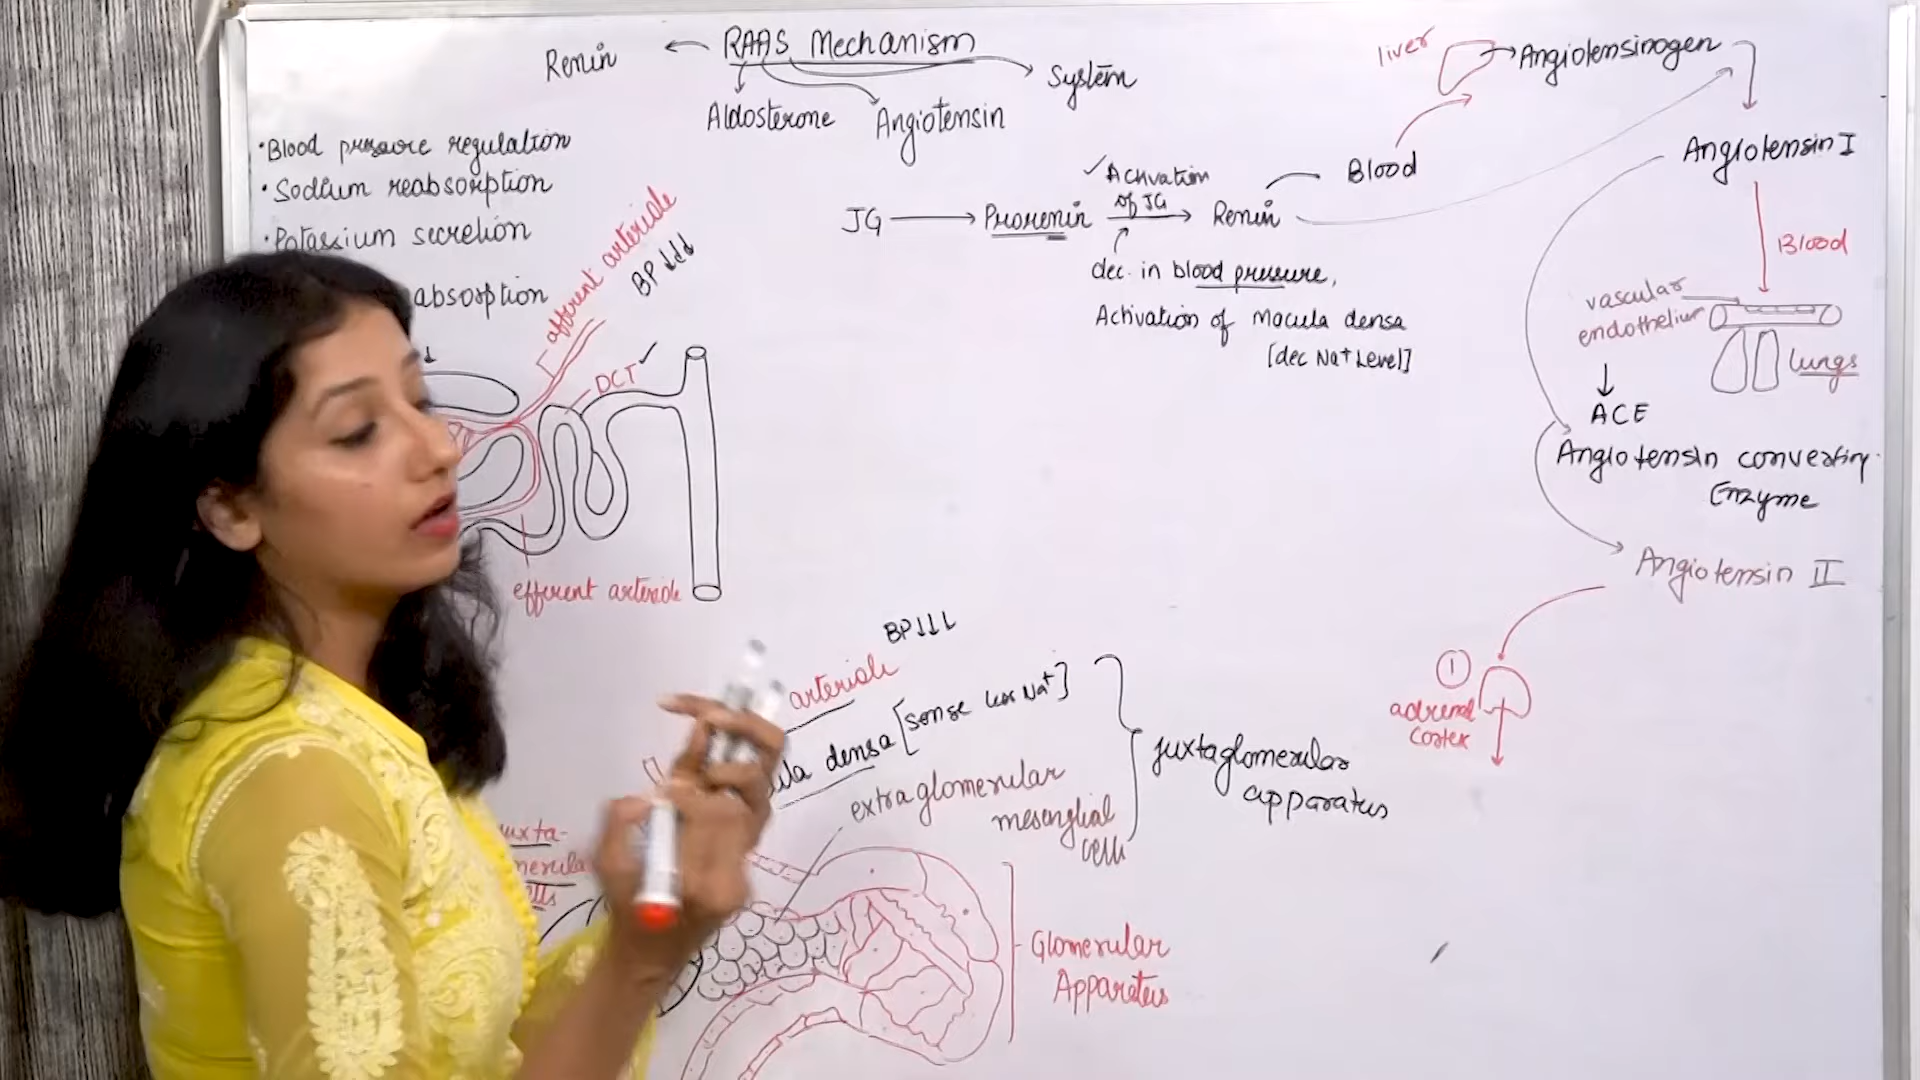 RAAS Mechanism
Renin
Aldosterone
Angiotensin
System
• Blood pressure regulation
• Sodium reabsorption
• Potassium secretion
absorption
afferent arteriole
BP ↓↓↓
DCT ✓
efferent arteriole
JG → Prorenin → Renin
✓ Activation
of JG
dec. in blood pressure,
Activation of Macula densa
[dec Na+ Level]
Blood
liver
Angiotensinogen
Angiotensin I
Blood
vascular
endothelium
lungs
↓
ACE
Angiotensin converting
Enzyme
Angiotensin II
①
adrenal
cortex
arteriole
BP↓↓↓
densa [sense less Na+]
extraglomerular
mesenglial
cells
juxtaglomerular
apparatus
Glomerular
Apparatus